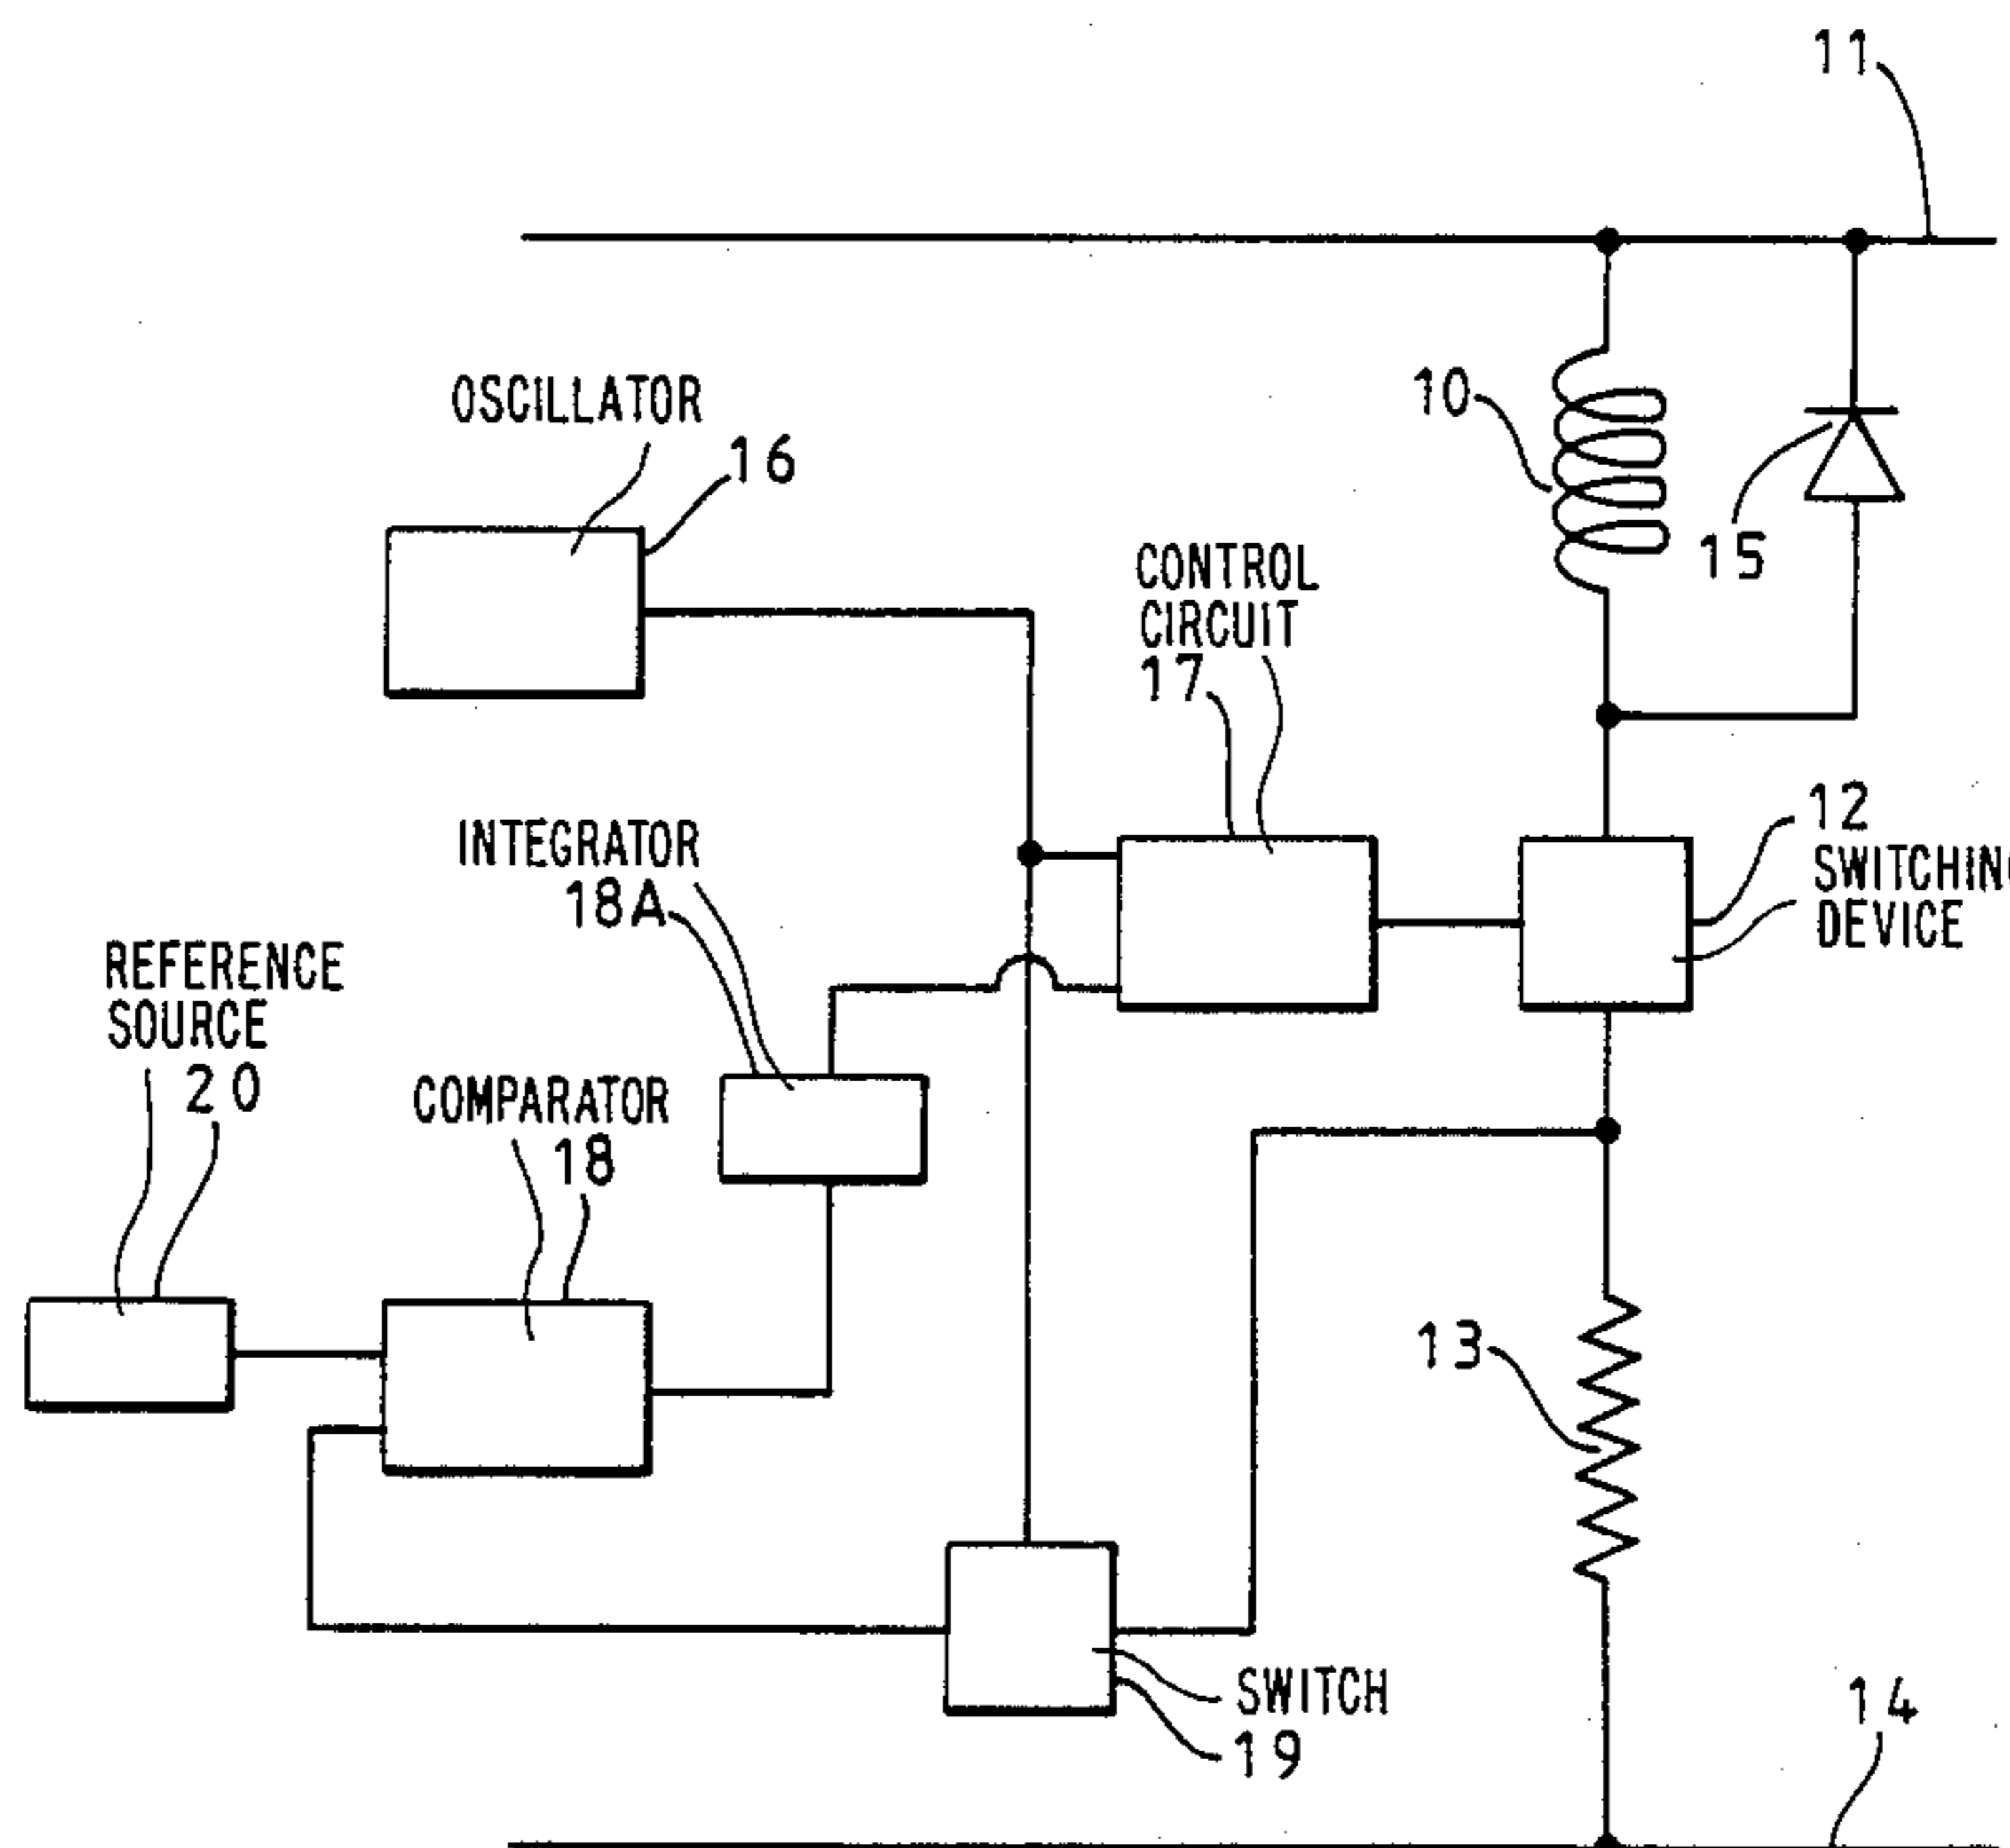 11
OSCILLATOR
16
10
15
CONTROL
CIRCUIT
17
12
SWITCHING
DEVICE
INTEGRATOR
18A
REFERENCE
SOURCE
20
COMPARATOR
18
13
SWITCH
19
14